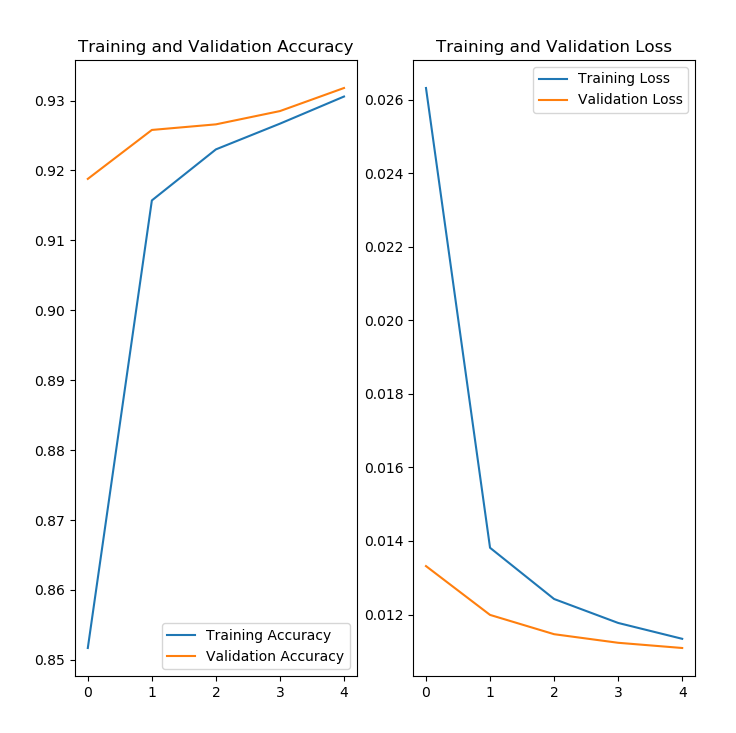 Training and Validation Accuracy
0.93
0.92
0.91
0.90
0.89
0.88
0.87
0.86
0.85
Training Accuracy
Validation Accuracy
0 1 2 3 4
Training and Validation Loss
Training Loss
Validation Loss
0.026
0.024
0.022
0.020
0.018
0.016
0.014
0.012
0 1 2 3 4